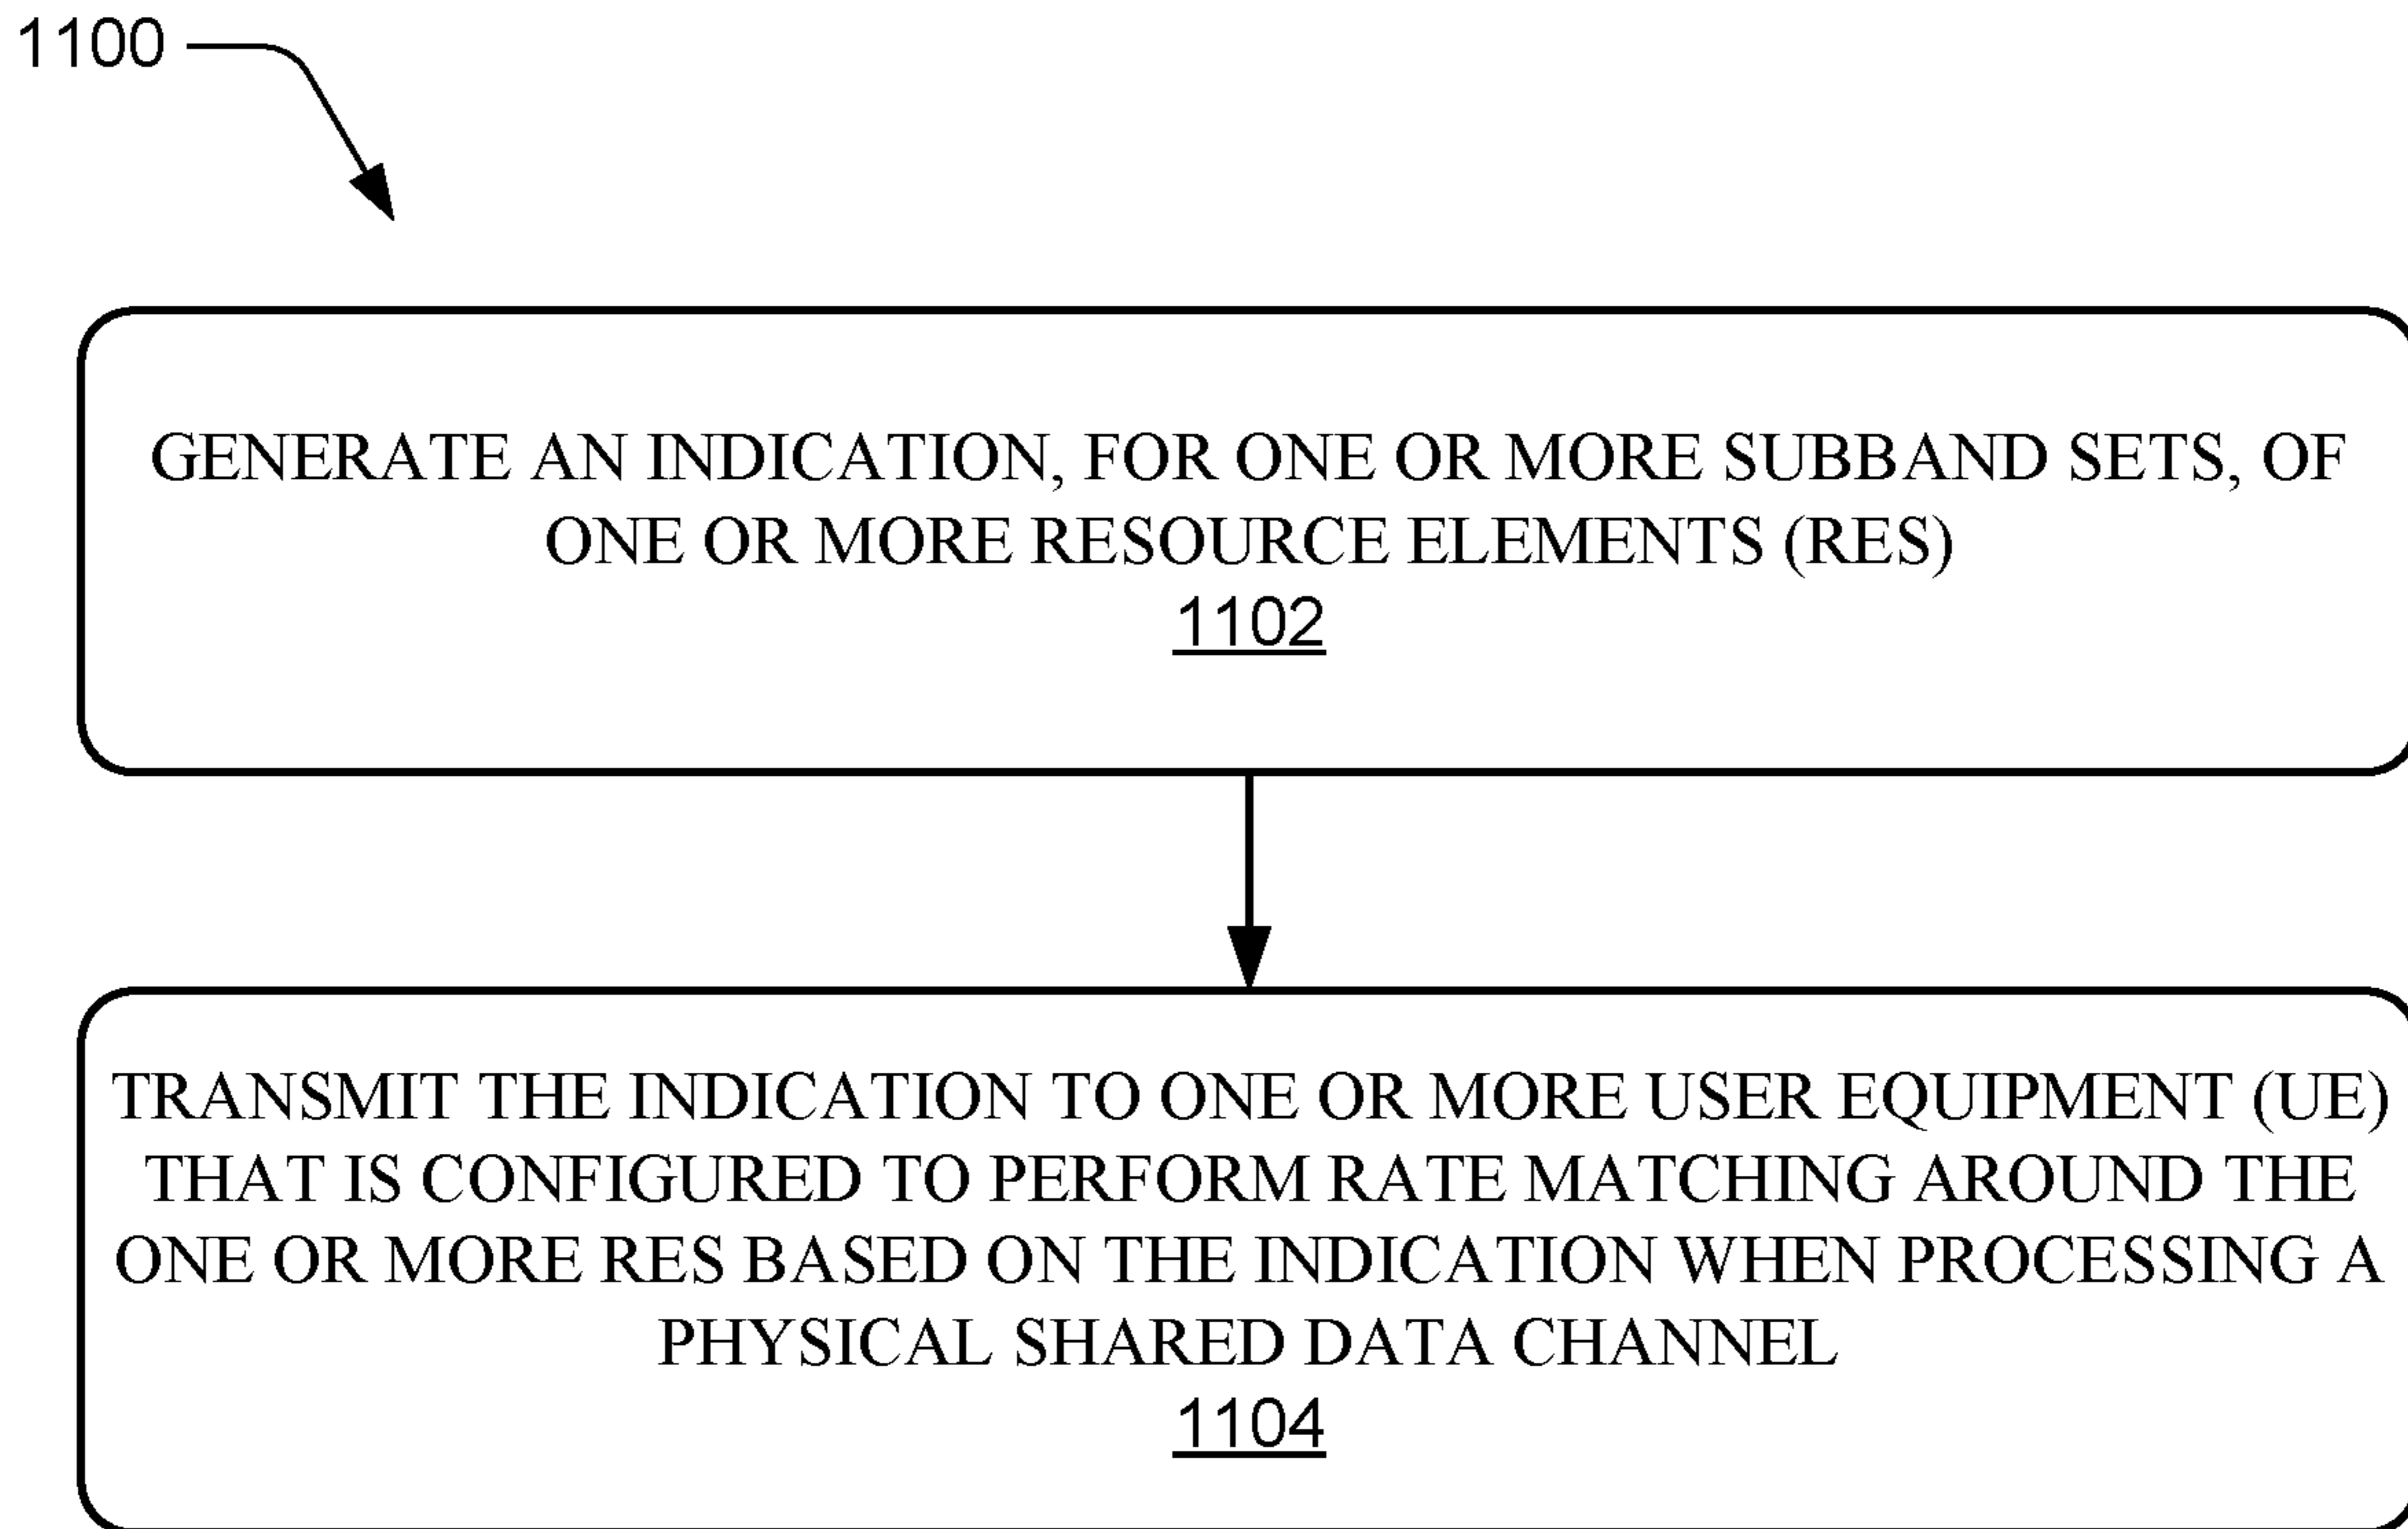 1100
GENERATE AN INDICATION, FOR ONE OR MORE SUBBAND SETS, OF
ONE OR MORE RESOURCE ELEMENTS (RES)
1102
TRANSMIT THE INDICATION TO ONE OR MORE USER EQUIPMENT (UE)
THAT IS CONFIGURED TO PERFORM RATE MATCHING AROUND THE
ONE OR MORE RES BASED ON THE INDICATION WHEN PROCESSING A
PHYSICAL SHARED DATA CHANNEL
1104